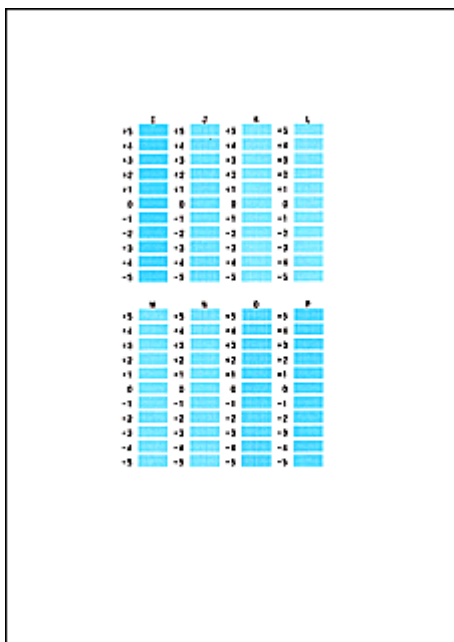 I J K L
+5 +5 +5 +5
+4 +4 +4 +4
+3 +3 +3 +3
+2 +2 +2 +2
+1 +1 +1 +1
0 0 0 0
-1 -1 -1 -1
-2 -2 -2 -2
-3 -3 -3 -3
-4 -4 -4 -4
-5 -5 -5 -5
M N O P
+5 +5 +5 +5
+4 +4 +4 +4
+3 +3 +3 +3
+2 +2 +2 +2
+1 +1 +1 +1
0 0 0 0
-1 -1 -1 -1
-2 -2 -2 -2
-3 -3 -3 -3
-4 -4 -4 -4
-5 -5 -5 -5